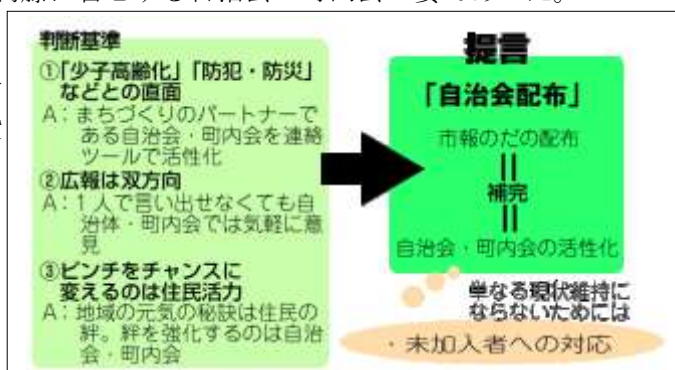 判断基準
①「少子高齢化」「防犯・防災」
などとの直面
A：まちづくりのパートナーで
ある自治会・町内会を連絡
ツールで活性化
②広報は双方向
A：１人で言い出せなくても自
治体・町内会では気軽に意
見
③ピンチをチャンスに
変えるのは住民活力
A：地域の元気の秘訣は住民の
絆。絆を強化するのは自治
会・町内会
提言
「自治会配布」
市報のだの配布
補完
自治会・町内会の活性化
単なる現状維持に
ならないためには
・未加入者への対応